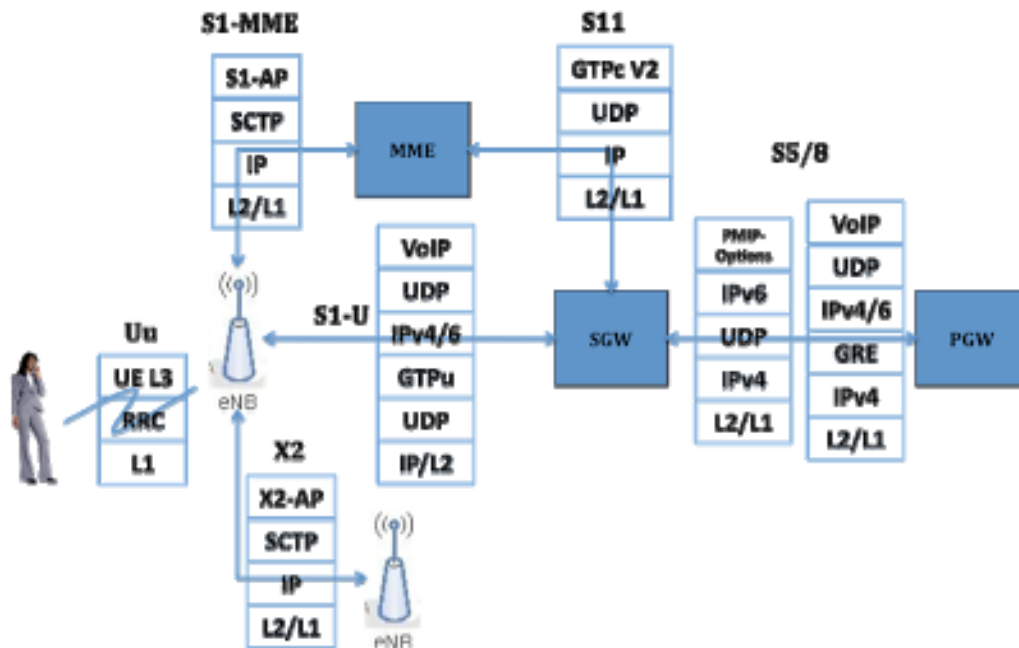 S1-MME
S1-AP
SCTP
IP
L2/L1
MME
S11
GTPc V2
UDP
IP
L2/L1
S5/8
PMIP-
Options
IPv6
UDP
IPv4
L2/L1
VoIP
UDP
IPv4/6
GRE
IPv4
L2/L1
PGW
SGW
S1-U
VoIP
UDP
IPv4/6
GTPu
UDP
IP/L2
eNB
Uu
UE L3
RRC
L1
X2
X2-AP
SCTP
IP
L2/L1
eNB